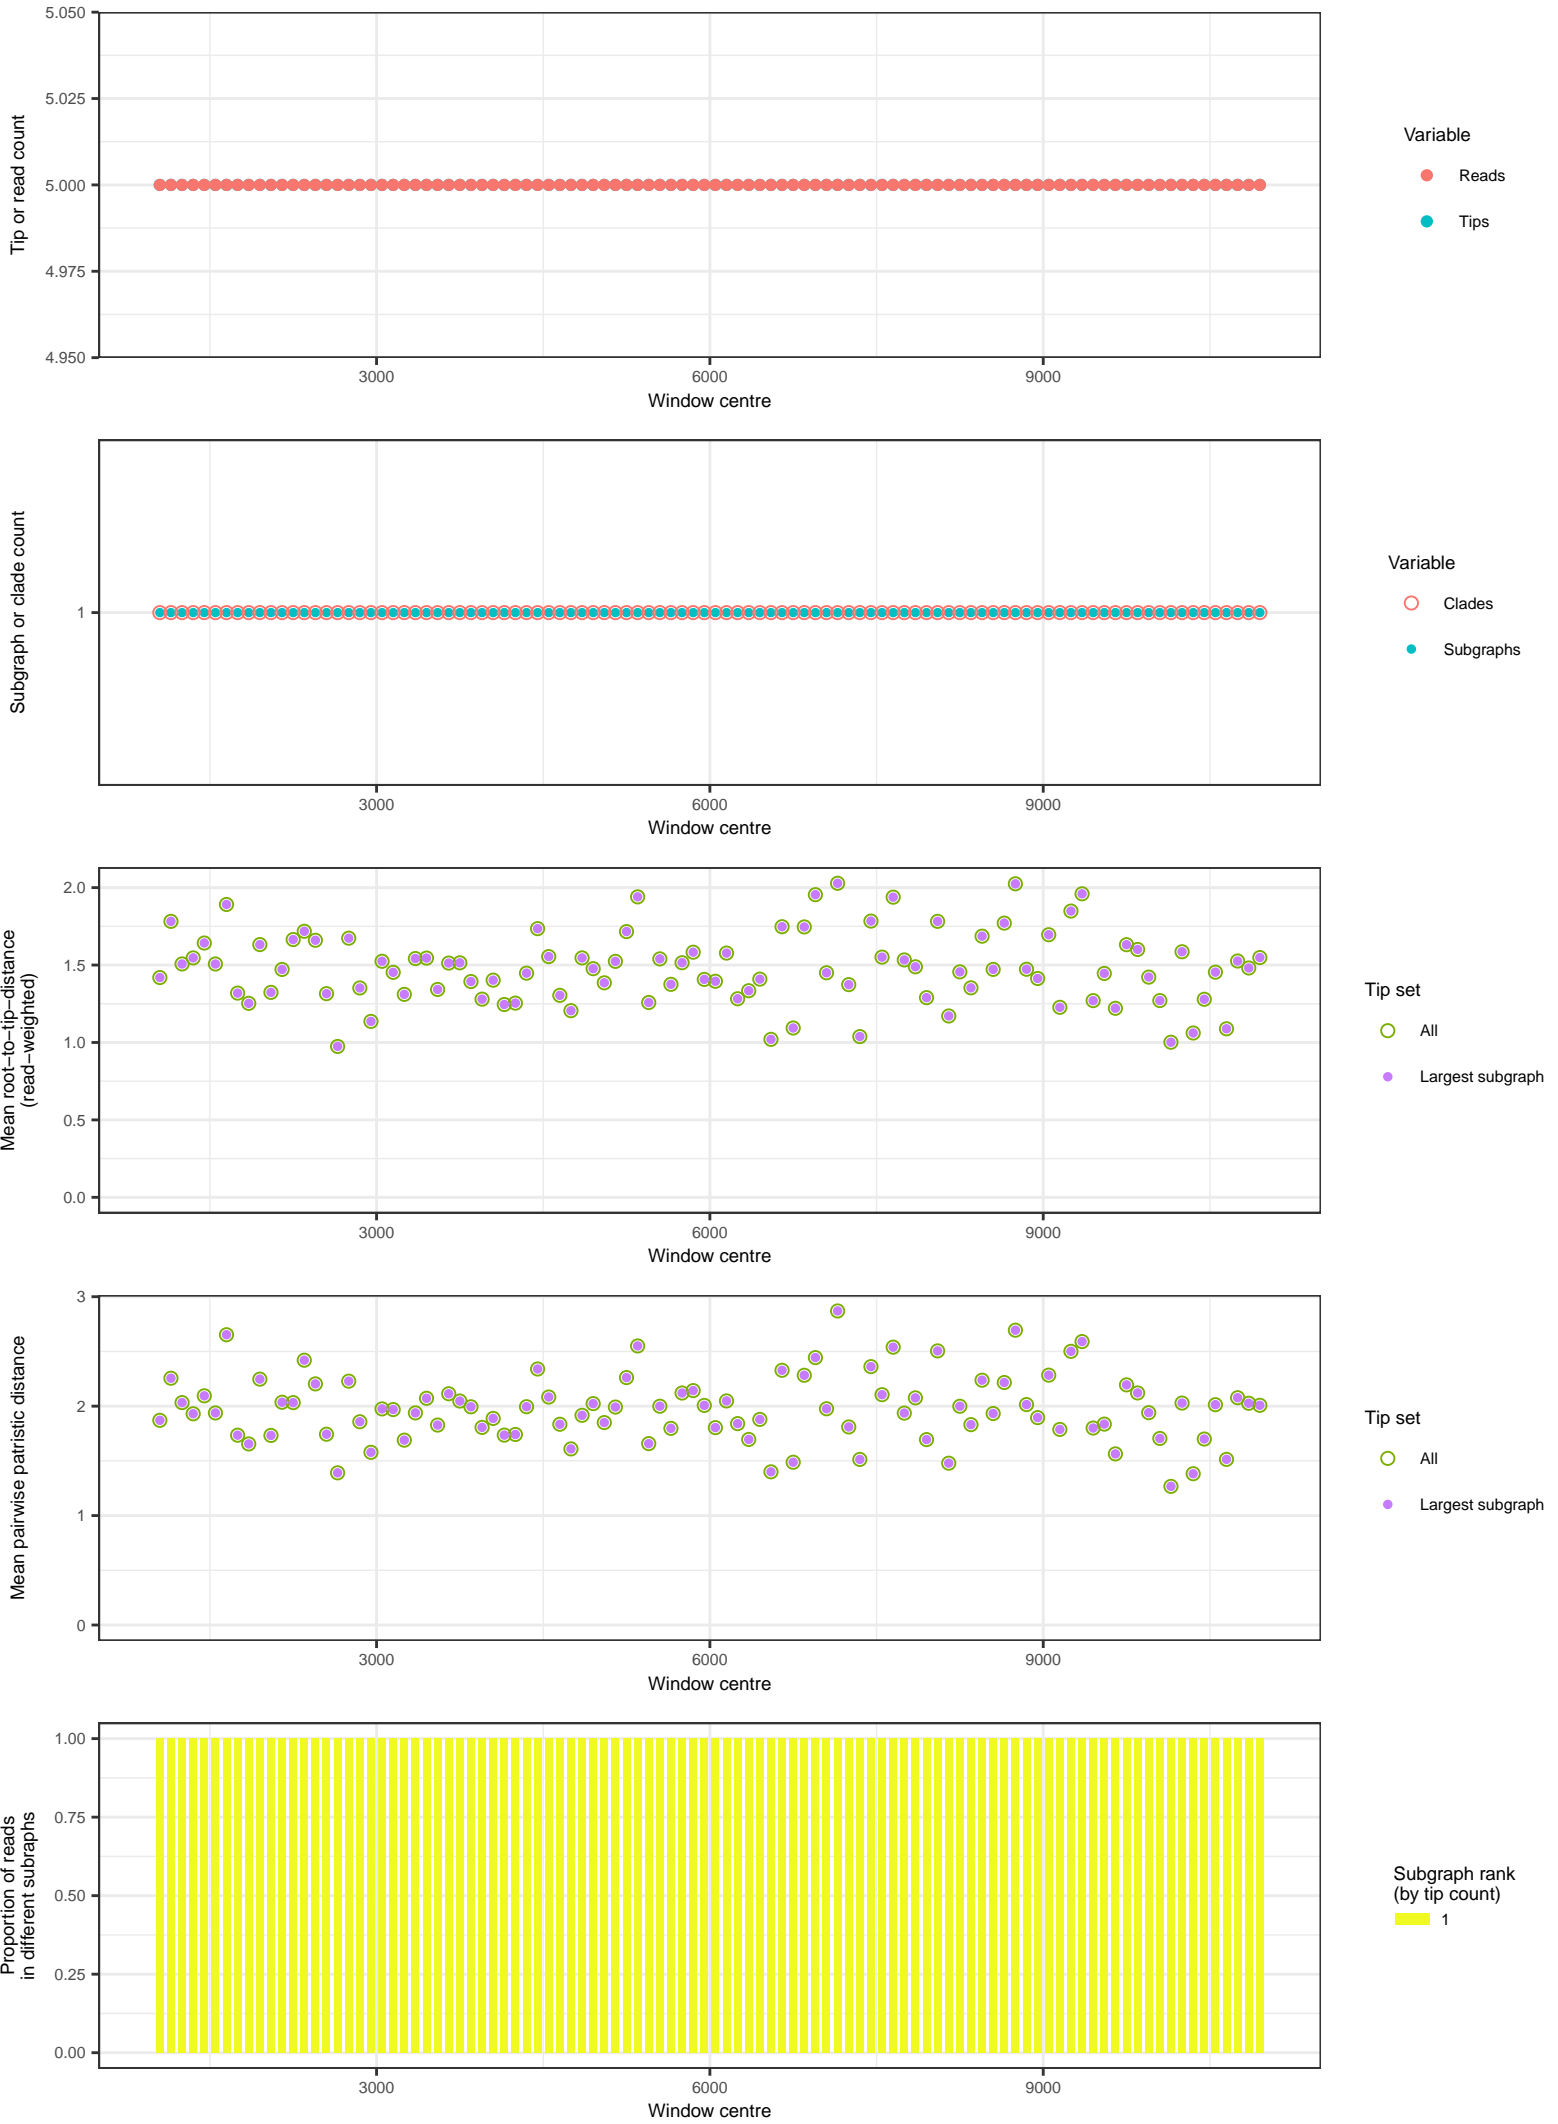 5.050
5.025
5.000
4.975
4.950
Tip or read count
3000
6000
9000
Window centre
Variable
Reads
Tips
1
Subgraph or clade count
3000
6000
9000
Window centre
Variable
Clades
Subgraphs
2.0
1.5
1.0
0.5
0.0
Mean root−to−tip−distance
(read−weighted)
3000
6000
9000
Window centre
Tip set
All
Largest subgraph
3
2
1
0
Mean pairwise patristic distance
3000
6000
9000
Window centre
Tip set
All
Largest subgraph
1.00
0.75
0.50
0.25
0.00
Proportion of reads
in different subraphs
3000
6000
9000
Window centre
Subgraph rank
(by tip count)
1